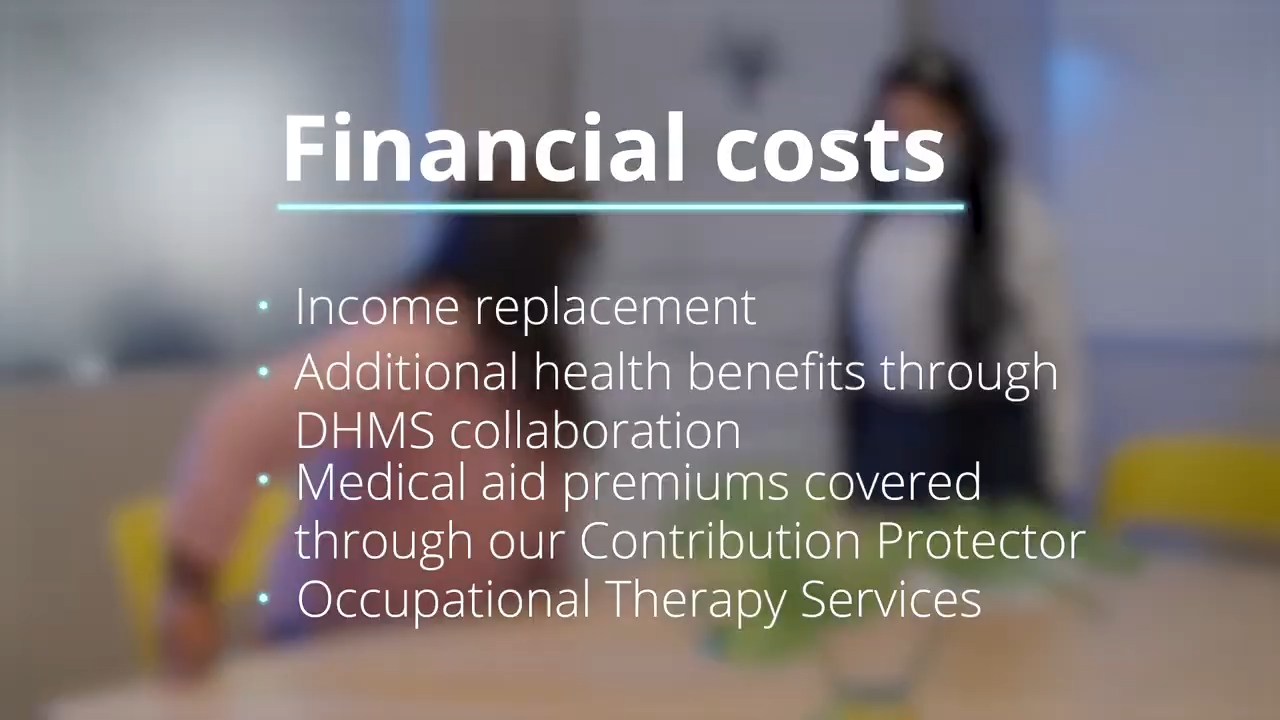 Financial costs
• Income replacement
• Additional health benefits through
DHMS collaboration
• Medical aid premiums covered
through our Contribution Protector
• Occupational Therapy Services